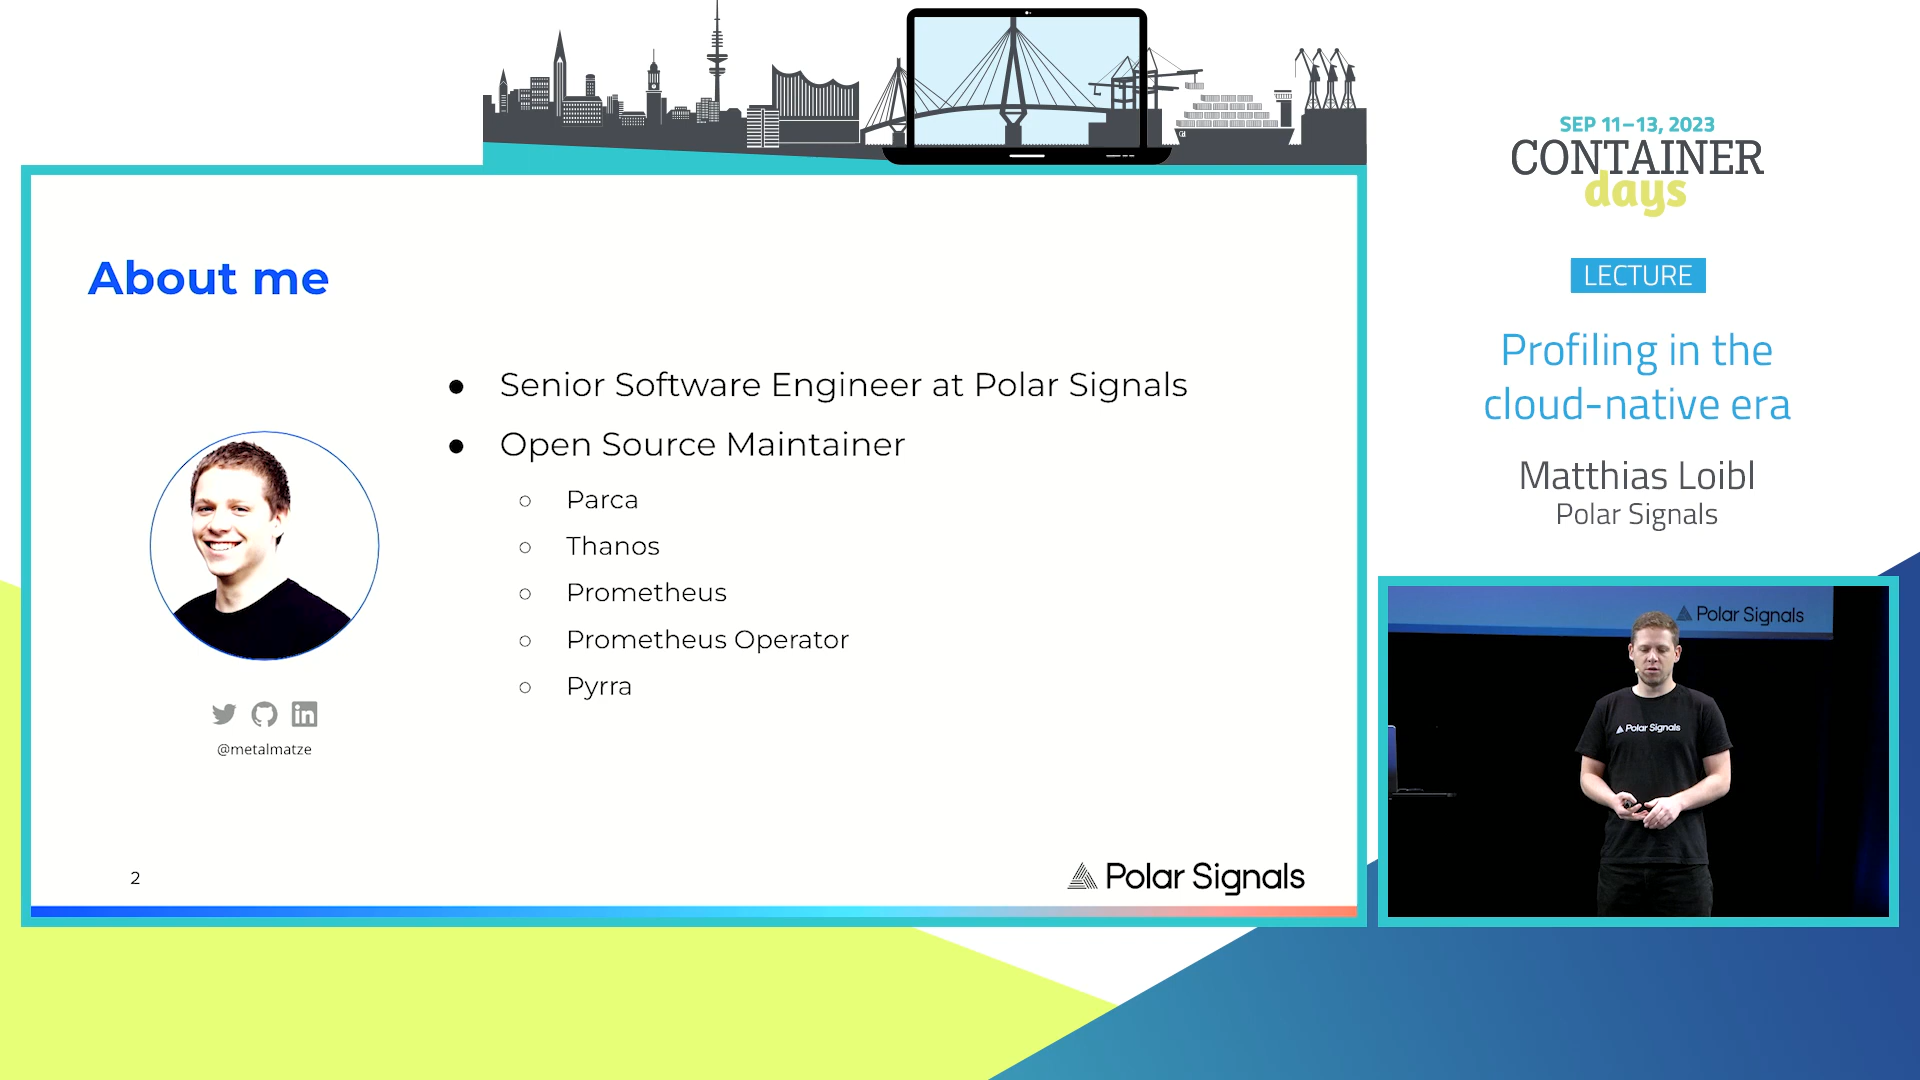 SEP 11–13, 2023
CONTAINER
days
LECTURE
Profiling in the
cloud-native era
Matthias Loibl
Polar Signals
About me
● Senior Software Engineer at Polar Signals
● Open Source Maintainer
○ Parca
○ Thanos
○ Prometheus
○ Prometheus Operator
○ Pyrra
@metalmatze
2
Polar Signals
Polar Signals
Polar Signals